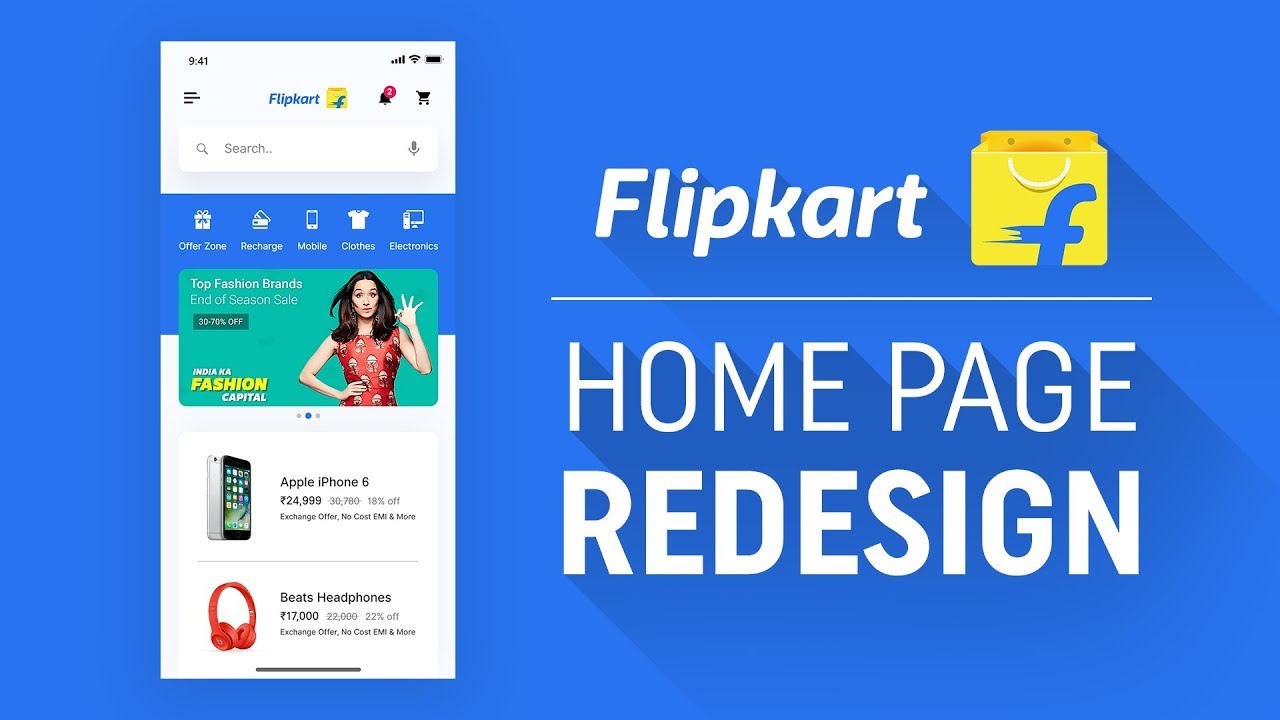 9:41
Flipkart
2
Search..
Offer Zone Recharge Mobile Clothes Electronics
Top Fashion Brands
End of Season Sale
30-70% OFF
INDIA KA
FASHION
CAPITAL
Apple iPhone 6
₹24,999 30,780 18% off
Exchange Offer, No Cost EMI & More
Beats Headphones
₹17,000 22,000 22% off
Exchange Offer, No Cost EMI & More
Flipkart
f
HOME PAGE
REDESIGN